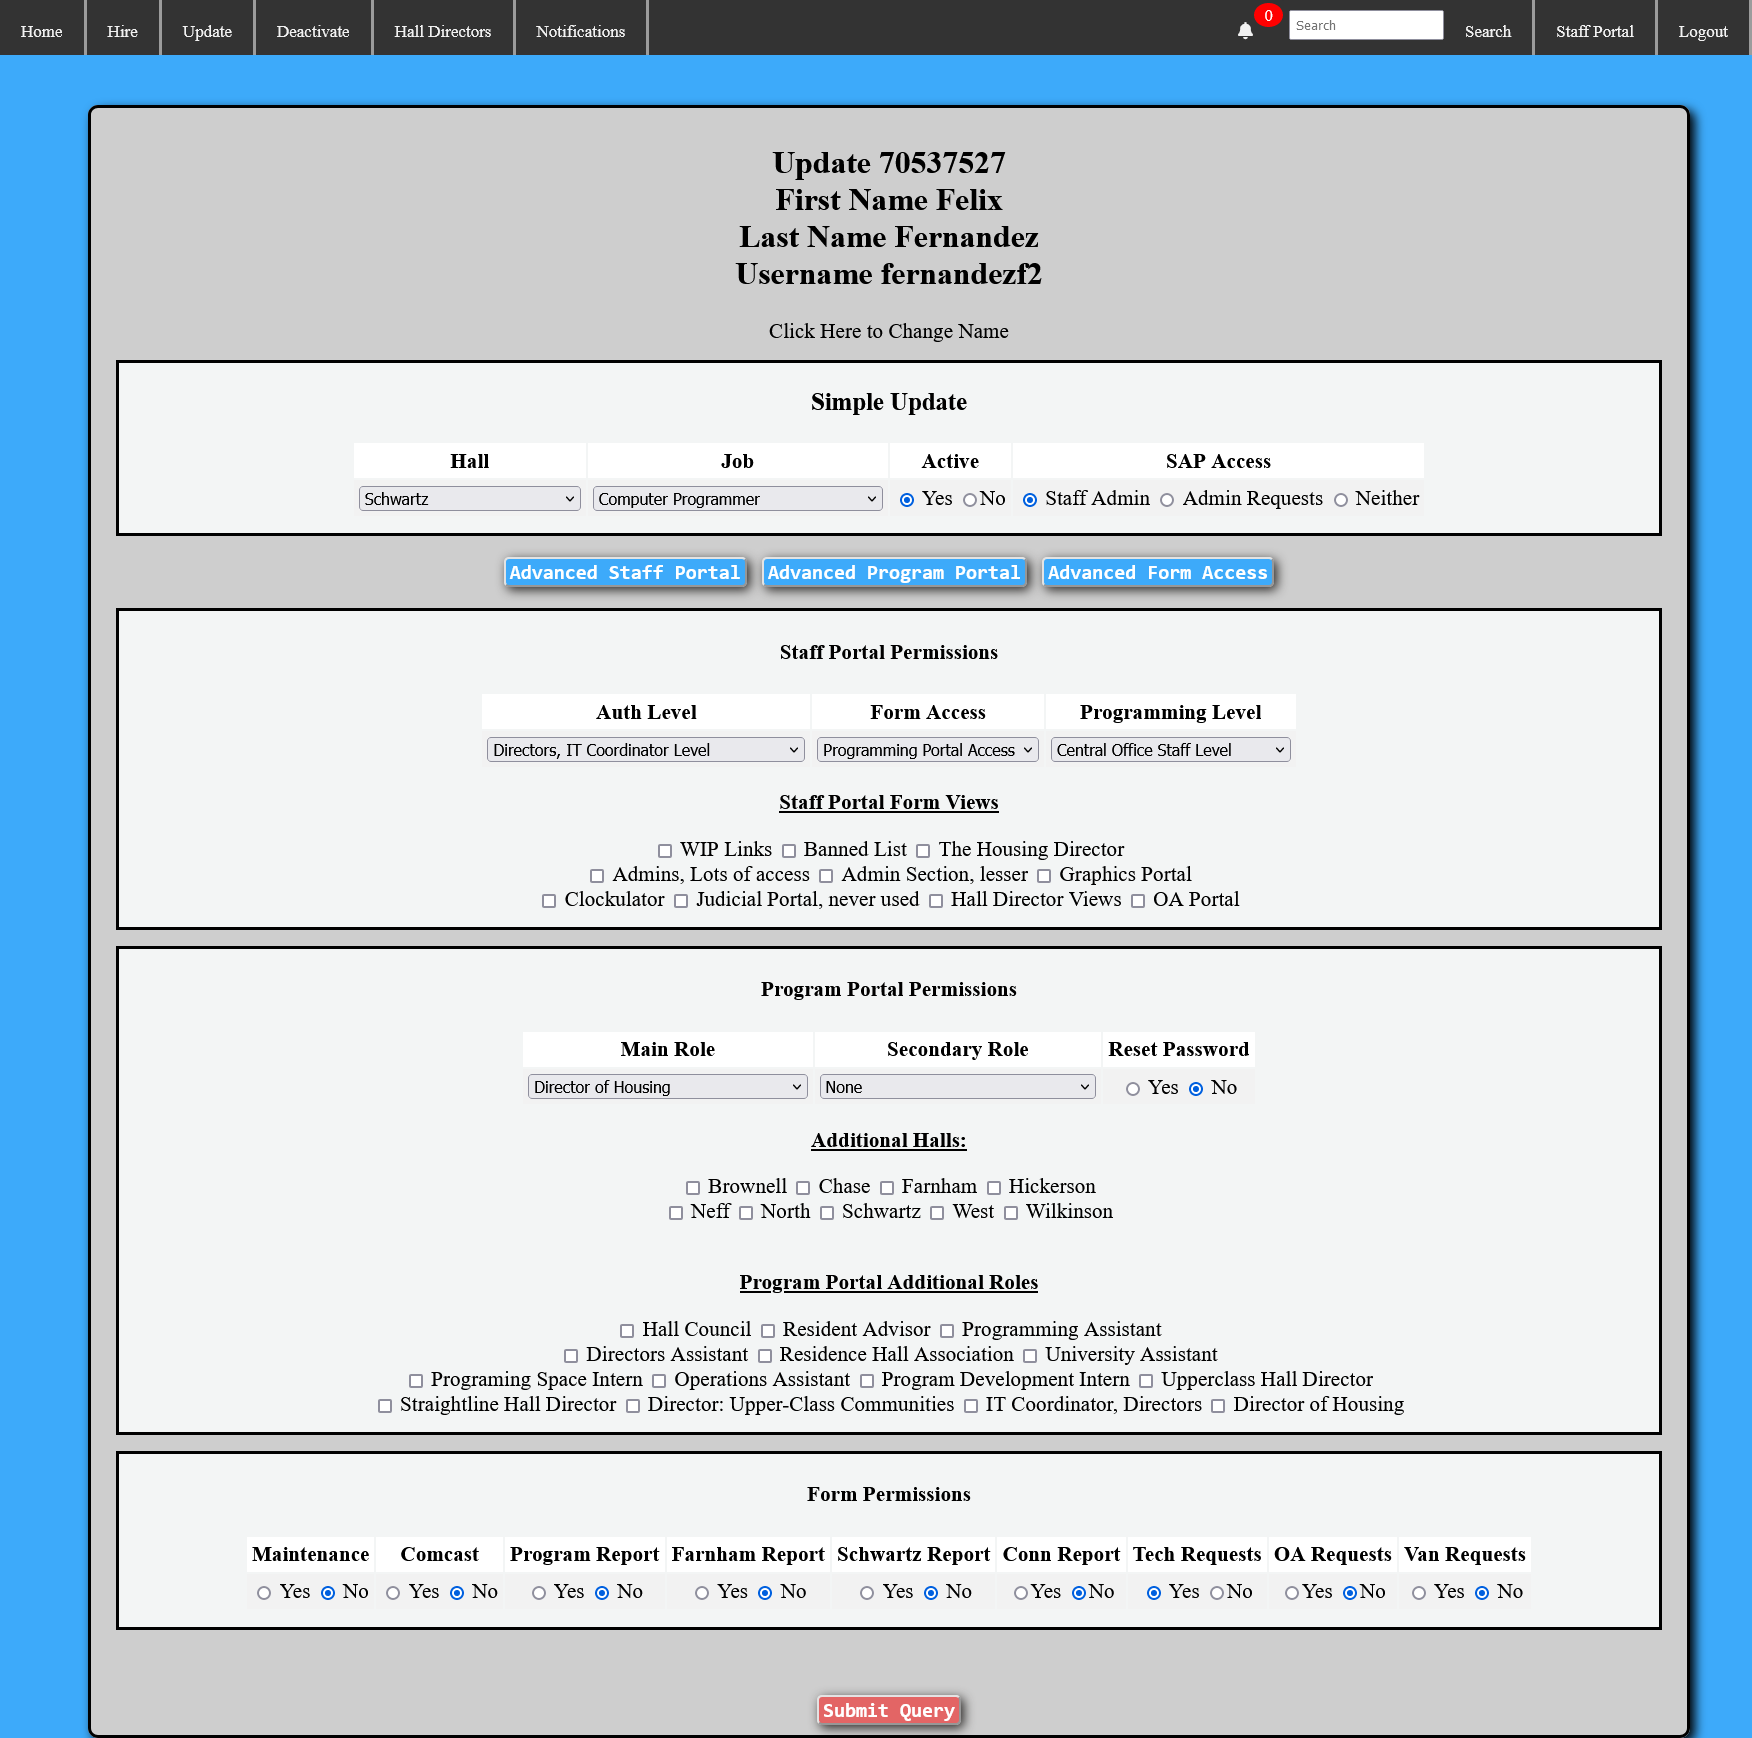 Home Hire Update Deactivate Hall Directors Notifications 0 Search Search Staff Portal Logout
Update 70537527
First Name Felix
Last Name Fernandez
Username fernandezf2
Click Here to Change Name
Simple Update
Hall Job Active SAP Access
Schwartz Computer Programmer Yes No Staff Admin Admin Requests Neither
Advanced Staff Portal Advanced Program Portal Advanced Form Access
Staff Portal Permissions
Auth Level Form Access Programming Level
Directors, IT Coordinator Level Programming Portal Access Central Office Staff Level
Staff Portal Form Views
WIP Links Banned List The Housing Director
Admins, Lots of access Admin Section, lesser Graphics Portal
Clockulator Judicial Portal, never used Hall Director Views OA Portal
Program Portal Permissions
Main Role Secondary Role Reset Password
Director of Housing None Yes No
Additional Halls:
Brownell Chase Farnham Hickerson
Neff North Schwartz West Wilkinson
Program Portal Additional Roles
Hall Council Resident Advisor Programming Assistant
Directors Assistant Residence Hall Association University Assistant
Programing Space Intern Operations Assistant Program Development Intern Upperclass Hall Director
Straightline Hall Director Director: Upper-Class Communities IT Coordinator, Directors Director of Housing
Form Permissions
Maintenance Comcast Program Report Farnham Report Schwartz Report Conn Report Tech Requests OA Requests Van Requests
Yes No Yes No Yes No Yes No Yes No Yes No Yes No Yes No Yes No
Submit Query